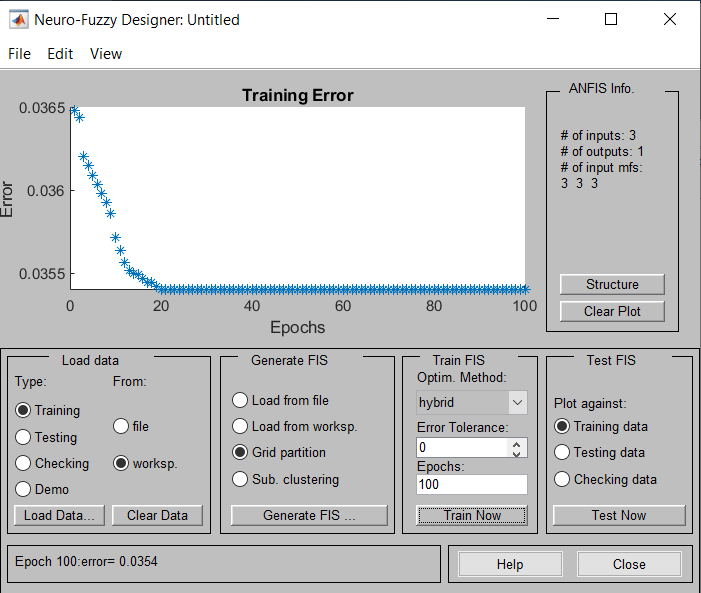 Neuro-Fuzzy Designer: Untitled
File Edit View
Training Error
0.0365
0.036
0.0355
Error
0 20 40 60 80 100
Epochs
ANFIS Info.
# of inputs: 3
# of outputs: 1
# of input mfs:
3 3 3
Structure
Clear Plot
Load data
Type:
From:
Training
Testing
Checking
Demo
file
worksp.
Load Data...
Clear Data
Generate FIS
Load from file
Load from worksp.
Grid partition
Sub. clustering
Generate FIS ...
Train FIS
Optim. Method:
hybrid
Error Tolerance:
0
Epochs:
100
Train Now
Test FIS
Plot against:
Training data
Testing data
Checking data
Test Now
Epoch 100:error= 0.0354
Help
Close